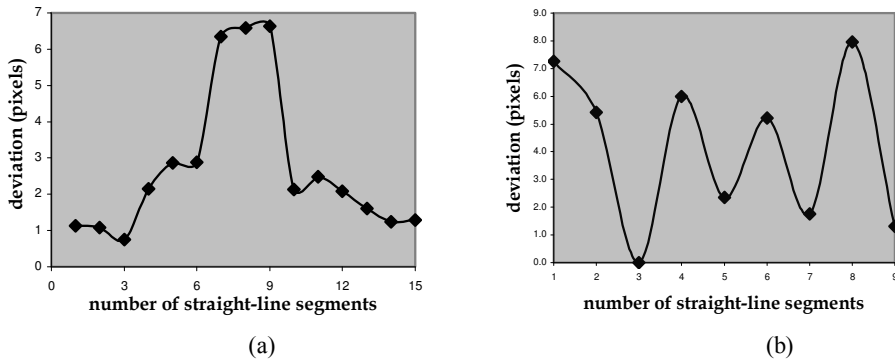 7
6
5
4
3
2
1
0
deviation (pixels)
0 3 6 9 12 15
number of straight-line segments
(a)
9.0
8.0
7.0
6.0
5.0
4.0
3.0
2.0
1.0
0.0
deviation (pixels)
1 2 3 4 5 6 7 8 9
number of straight-line segments
(b)